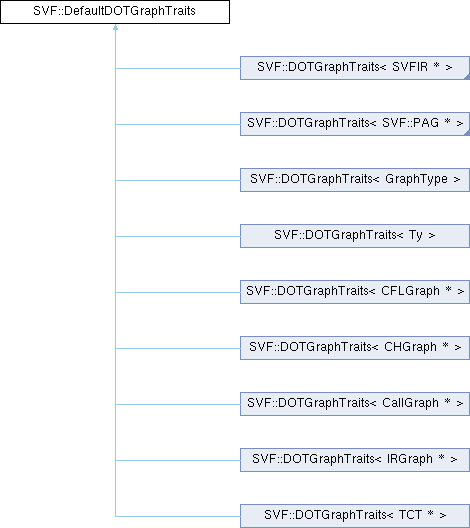 SVF::DefaultDOTGraphTraits
SVF::DOTGraphTraits< SVFIR * >
SVF::DOTGraphTraits< SVF::PAG * >
SVF::DOTGraphTraits< GraphType >
SVF::DOTGraphTraits< Ty >
SVF::DOTGraphTraits< CFLGraph * >
SVF::DOTGraphTraits< CHGraph * >
SVF::DOTGraphTraits< CallGraph * >
SVF::DOTGraphTraits< IRGraph * >
SVF::DOTGraphTraits< TCT * >